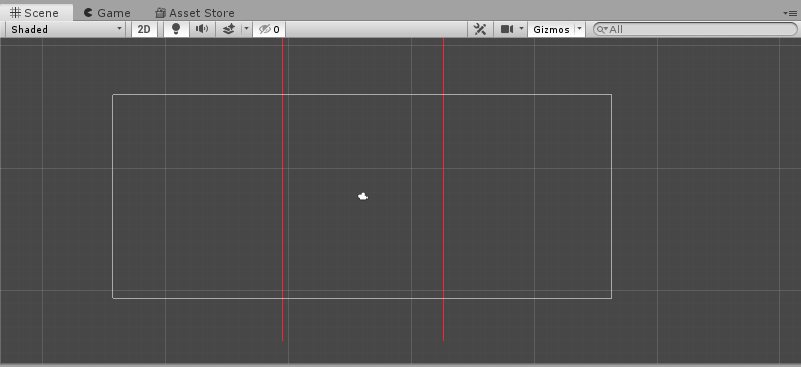 Scene Game Asset Store
Shaded 2D 0 Gizmos All